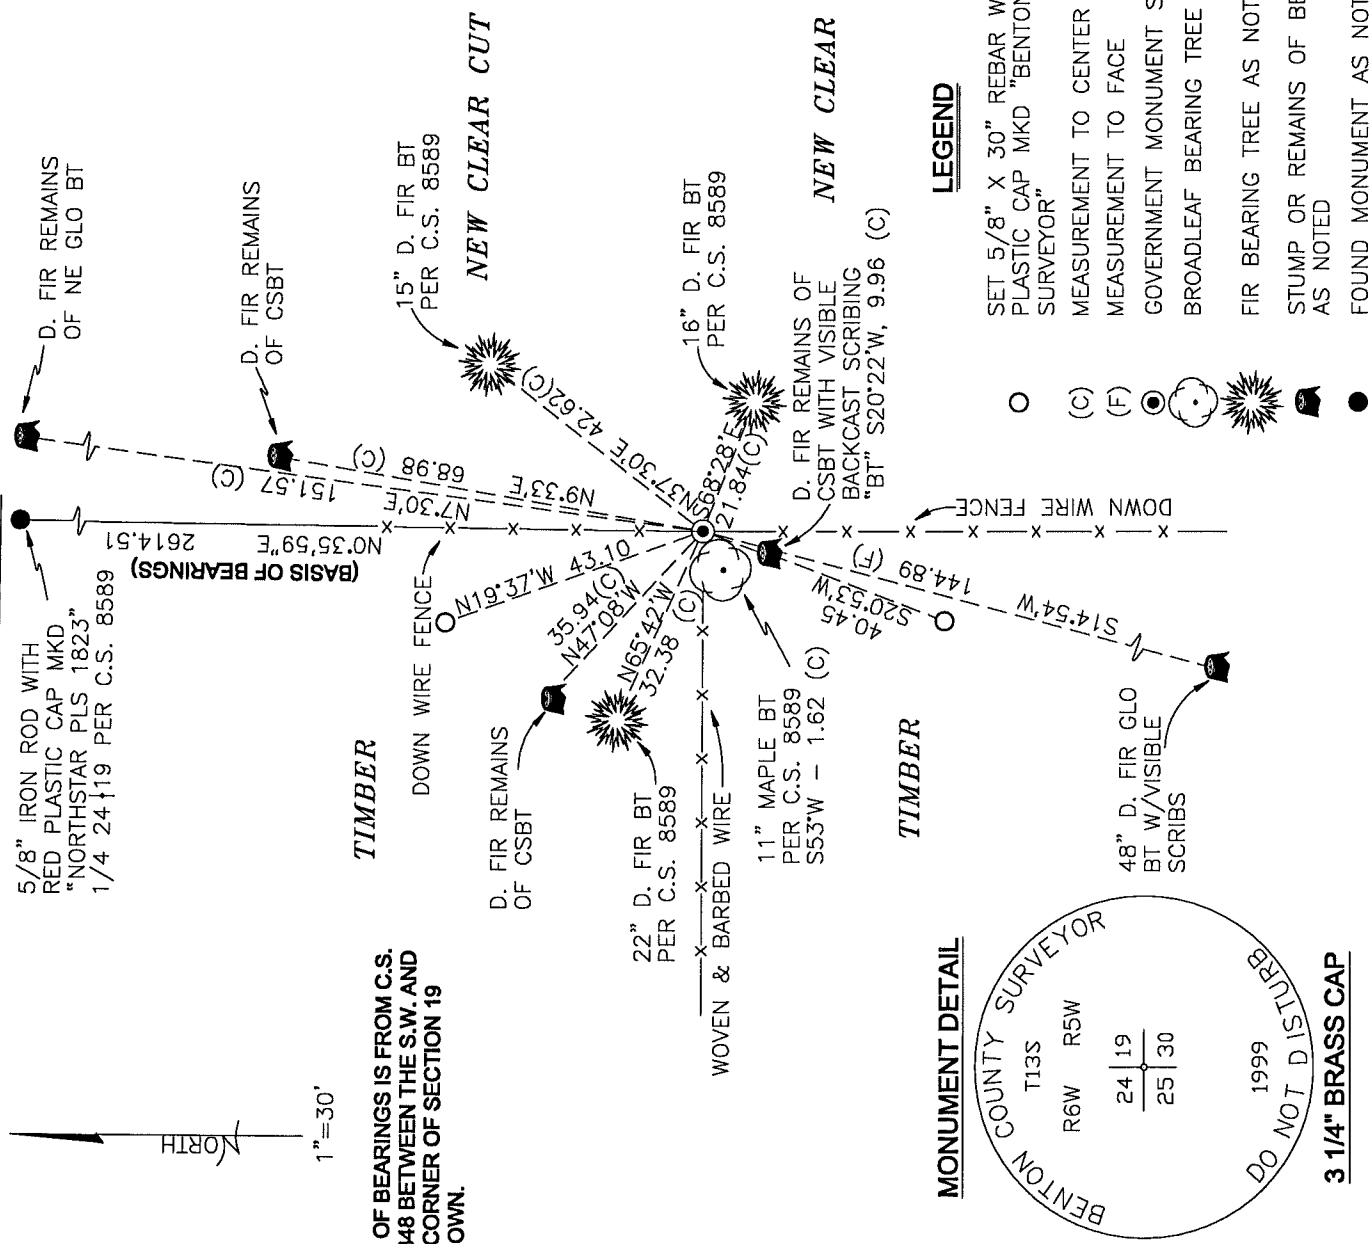 5/8" IRON ROD WITH
RED PLASTIC CAP MKD
"NORTHSTAR PLS 1823"
1/4 24 19 PER C.S. 8589
D. FIR REMAINS
OF NE GLO BT
D. FIR REMAINS
OF CSBT
15" D. FIR BT
PER C.S. 8589
NEW CLEAR CUT
(BASIS OF BEARINGS)
N0°35'59"E 2614.51
N7°30'E 151.57 (C)
N9°33'E 68.98 (C)
N37°30'E 42.62(C)
NORTH
1"=30'
OF BEARINGS IS FROM C.S.
48 BETWEEN THE S.W. AND
CORNER OF SECTION 19
OWN.
TIMBER
DOWN WIRE FENCE
N19°37'W 43.10
35.94(C)
N47°08'W
N65°42'W
32.38 (C)
D. FIR REMAINS
OF CSBT
22" D. FIR BT
PER C.S. 8589
WOVEN & BARBED WIRE
11" MAPLE BT
PER C.S. 8589
S53°W - 1.62 (C)
16" D. FIR BT
PER C.S. 8589
S68°28'E
21.84(C)
D. FIR REMAINS OF
CSBT WITH VISIBLE
BACKCAST SCRIBING
"BT" S20°22'W, 9.96 (C)
NEW CLEAR
DOWN WIRE FENCE
S20°53'W
40.45
144.89 (F)
S14°54'W
TIMBER
48" D. FIR GLO
BT W/VISIBLE
SCRIBS
MONUMENT DETAIL
BENTON COUNTY SURVEYOR
T13S
R6W R5W
24 19
25 30
1999
DO NOT DISTURB
3 1/4" BRASS CAP
LEGEND
SET 5/8" X 30" REBAR W
PLASTIC CAP MKD "BENTON
SURVEYOR"
(C) MEASUREMENT TO CENTER
(F) MEASUREMENT TO FACE
GOVERNMENT MONUMENT S
BROADLEAF BEARING TREE
FIR BEARING TREE AS NOT
STUMP OR REMAINS OF BE
AS NOTED
FOUND MONUMENT AS NOT